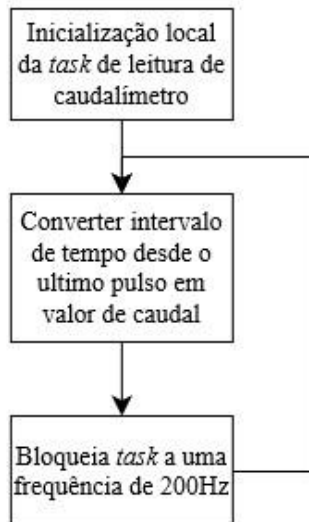 Inicialização local
da task de leitura de
caudalímetro
Converter intervalo
de tempo desde o
ultimo pulso em
valor de caudal
Bloqueia task a uma
frequência de 200Hz